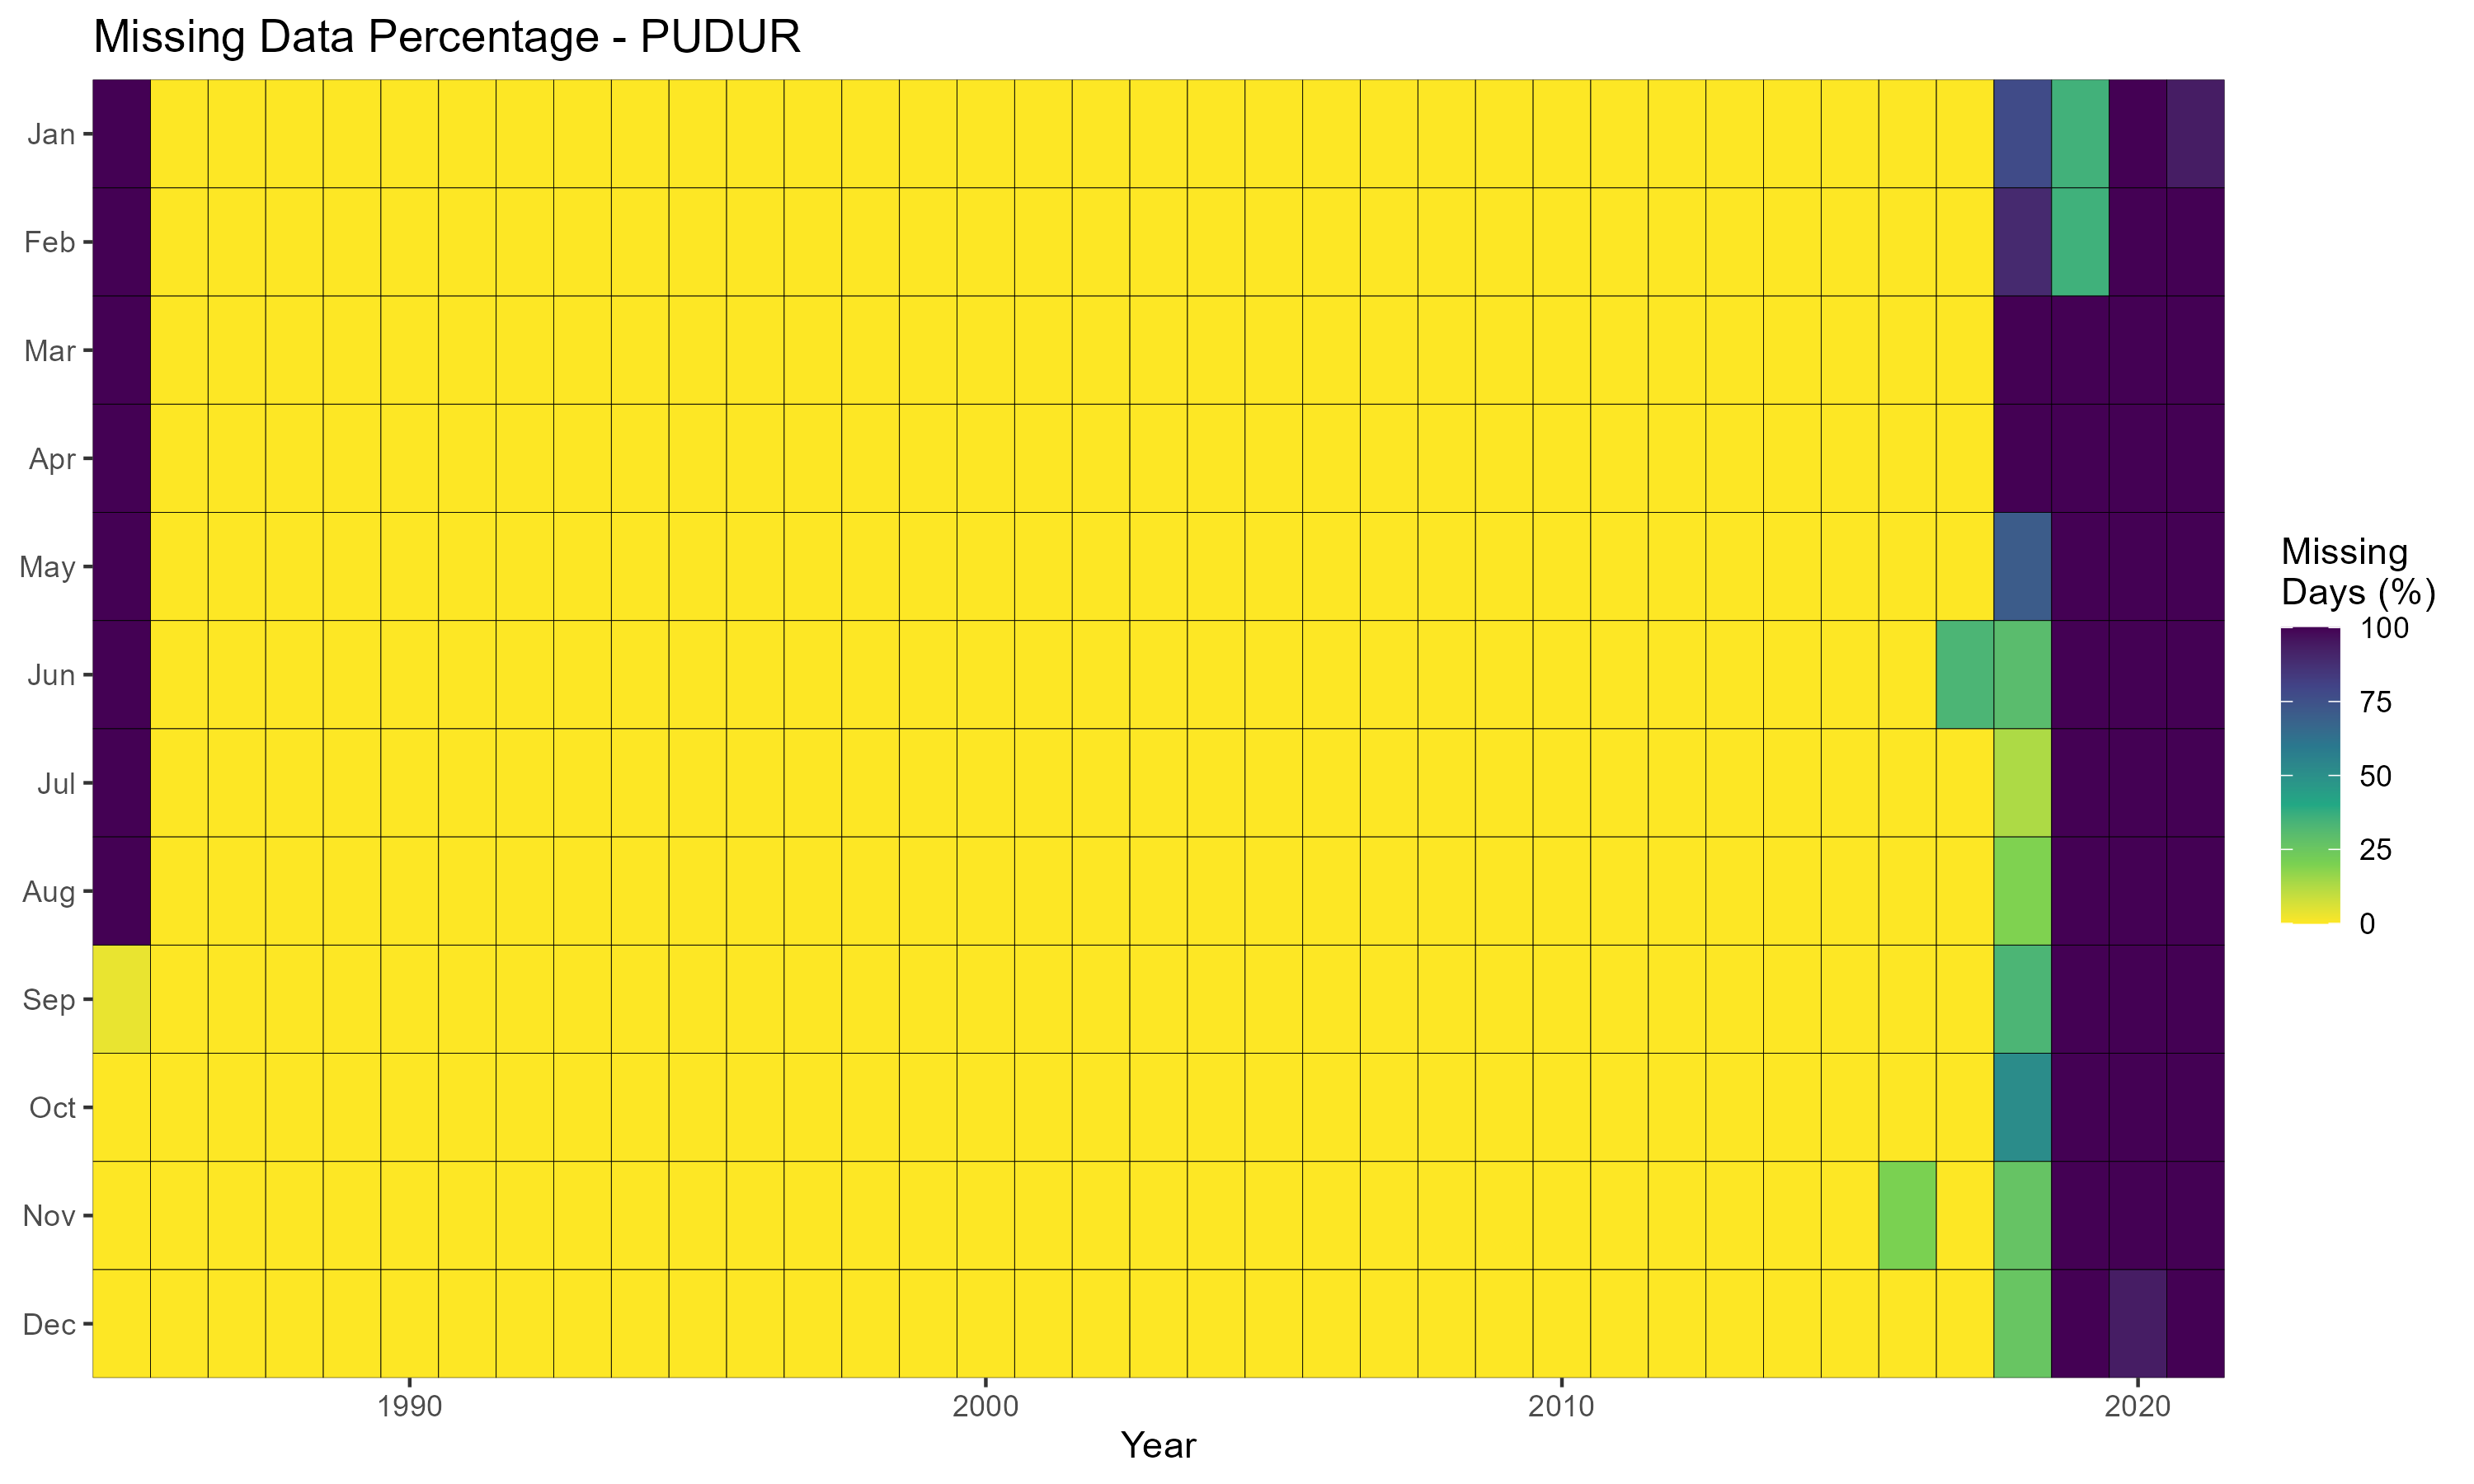 Missing Data Percentage - PUDUR
Jan
Feb
Mar
Apr
May
Jun
Jul
Aug
Sep
Oct
Nov
Dec
1990
2000
2010
2020
Year
Missing
Days (%)
100
75
50
25
0